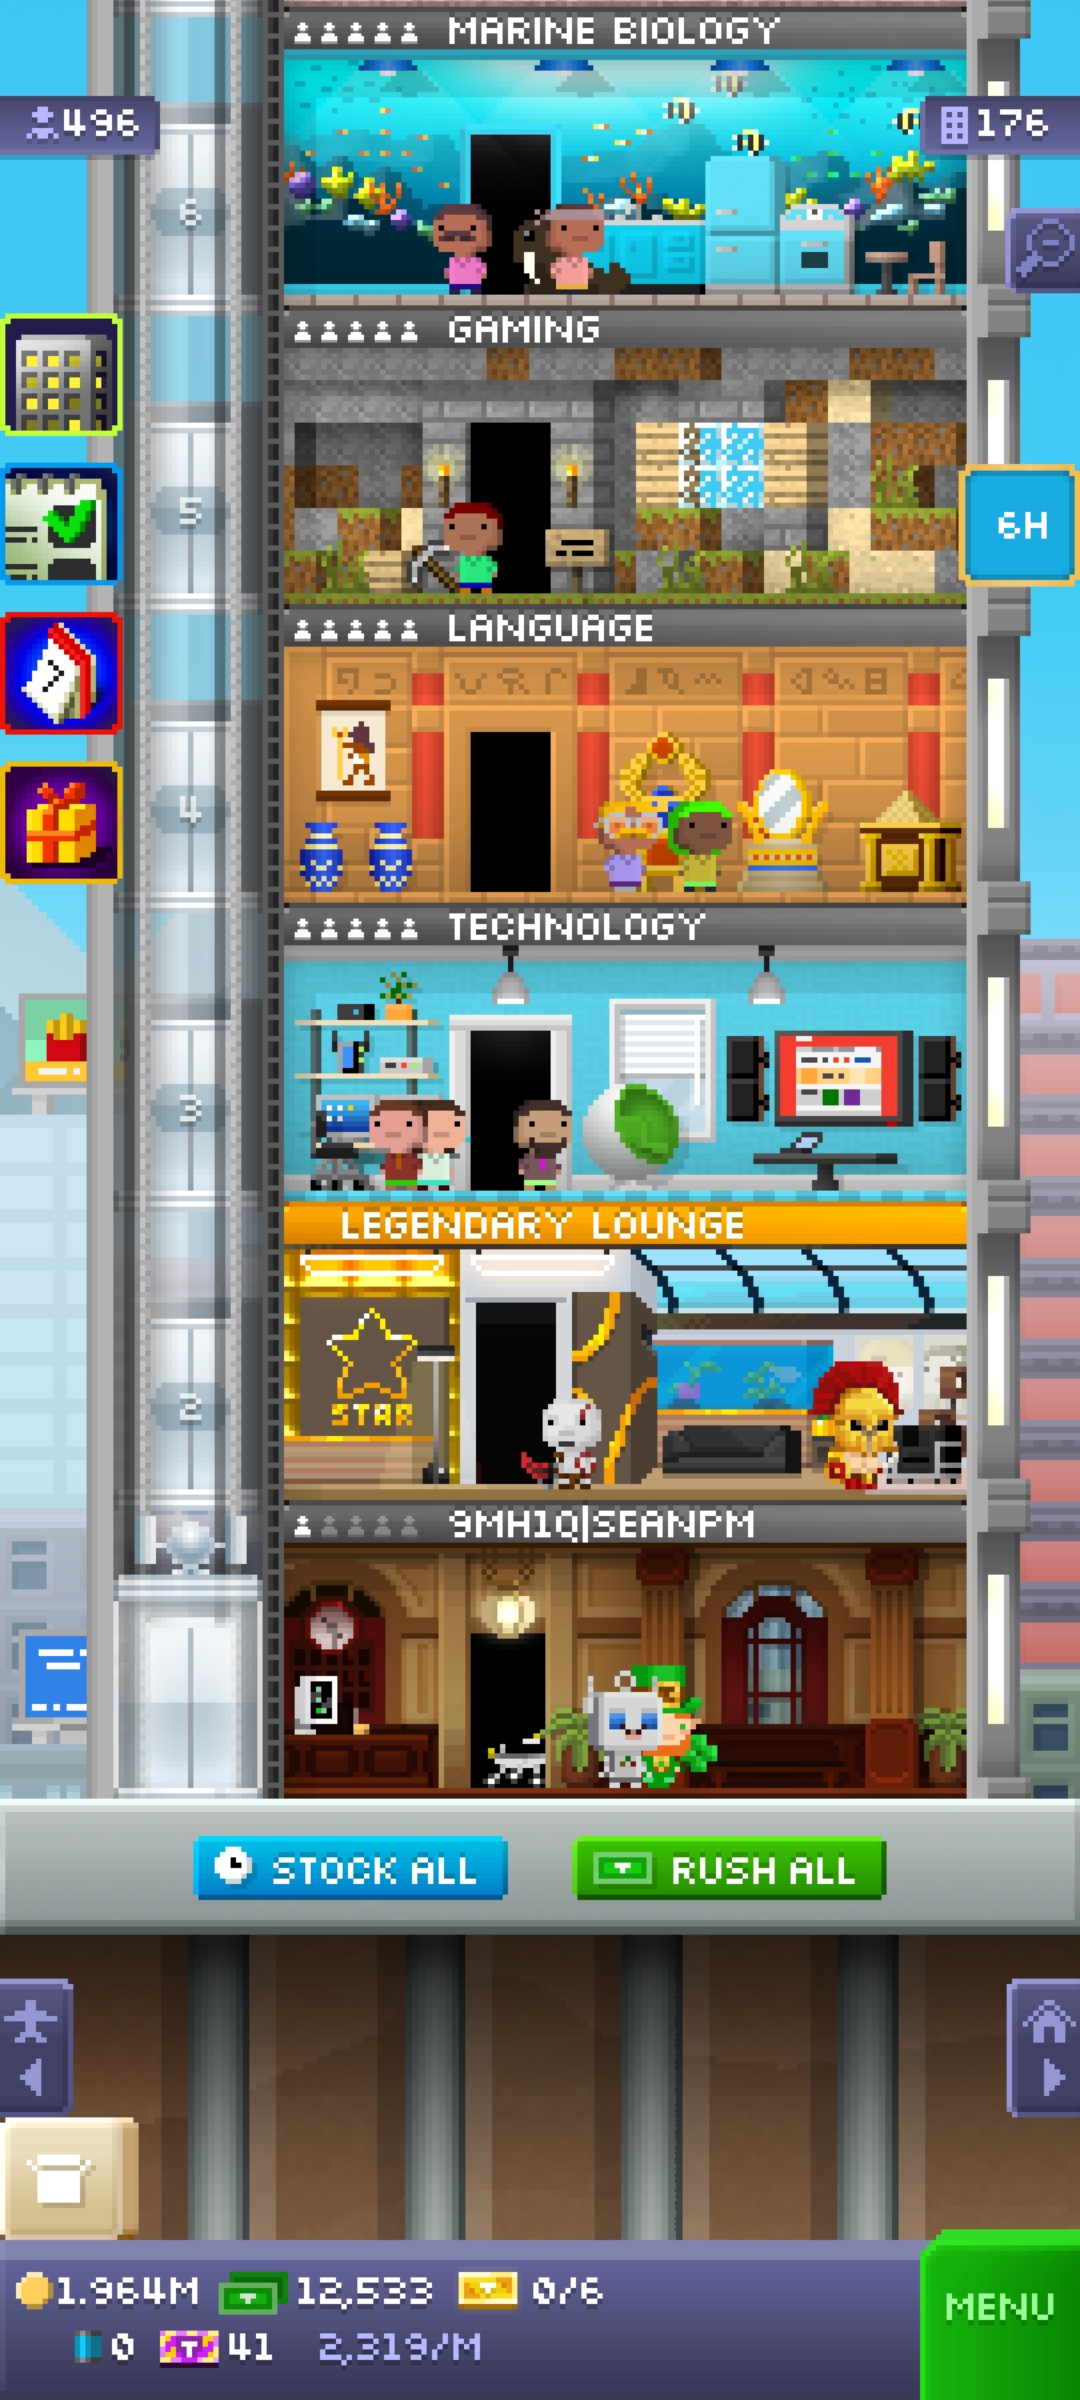 MARINE BIOLOGY
496
176
6
GAMING
5
6H
LANGUAGE
4
TECHNOLOGY
3
LEGENDARY LOUNGE
2
STAR
9MH1Q|SEANPM
STOCK ALL
RUSH ALL
1.964M 12,533 0/6
0 41 2,319/M
MENU